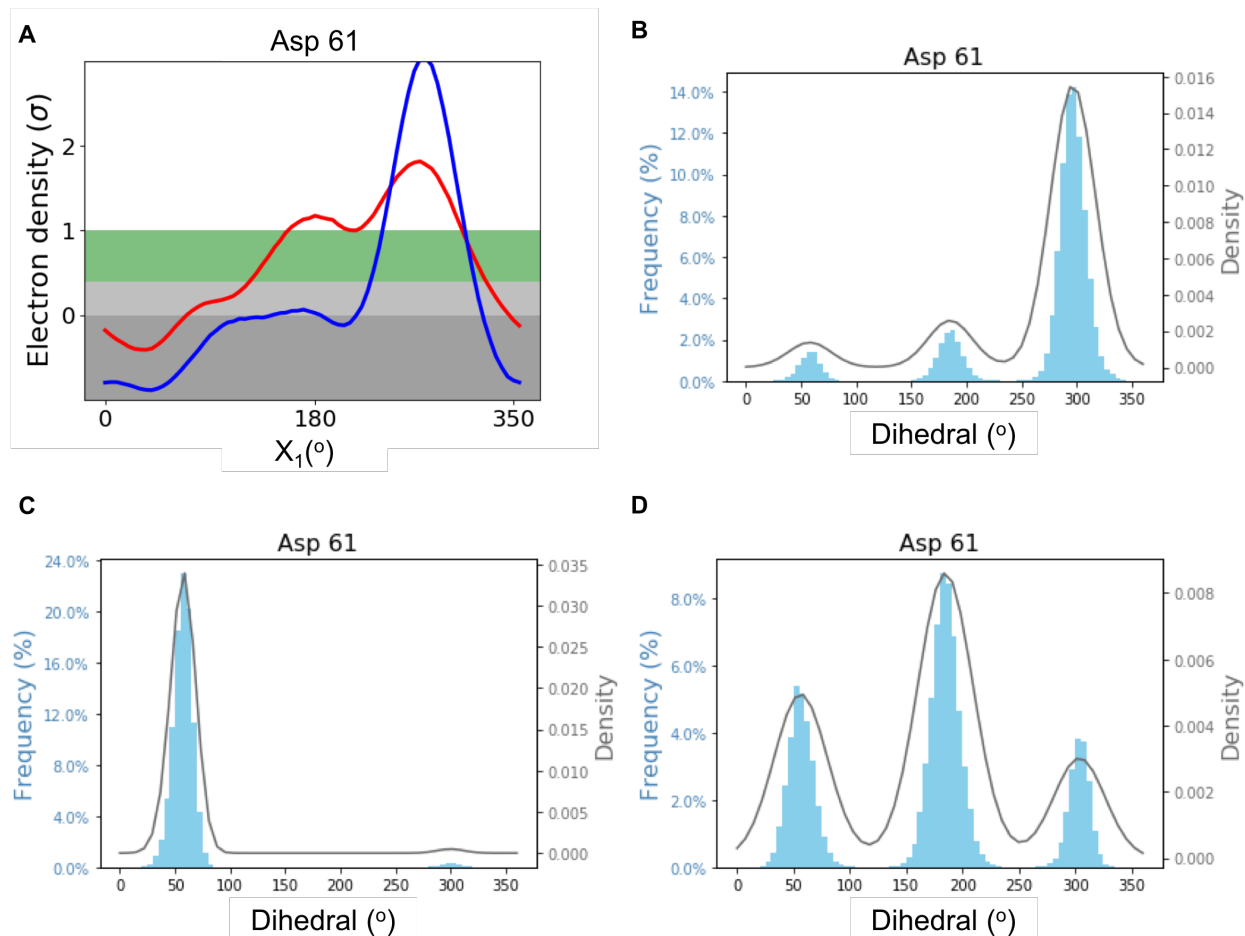 A
Asp 61
Electron density (σ)
2
1
0
0 180 350
X₁(º)
B
Asp 61
Frequency (%)
14.0%
12.0%
10.0%
8.0%
6.0%
4.0%
2.0%
0.0%
0.016
0.014
0.012
0.010
0.008
0.006
0.004
0.002
0.000
Density
0 50 100 150 200 250 300 350
Dihedral (º)
C
Asp 61
Frequency (%)
24.0%
20.0%
16.0%
12.0%
8.0%
4.0%
0.0%
0.035
0.030
0.025
0.020
0.015
0.010
0.005
0.000
Density
0 50 100 150 200 250 300 350
Dihedral (º)
D
Asp 61
Frequency (%)
8.0%
6.0%
4.0%
2.0%
0.0%
0.008
0.006
0.004
0.002
0.000
Density
0 50 100 150 200 250 300 350
Dihedral (º)